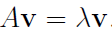 A𝐯 = λ𝐯.